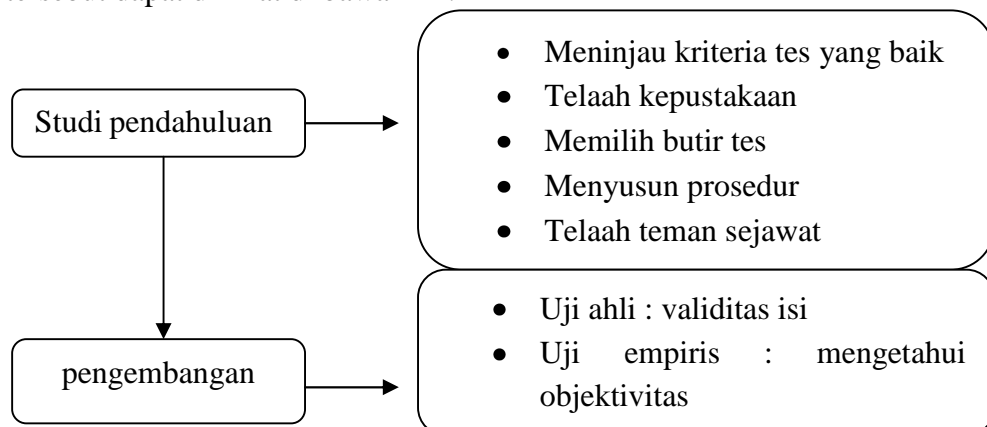 Studi pendahuluan
• Meninjau kriteria tes yang baik
• Telaah kepustakaan
• Memilih butir tes
• Menyusun prosedur
• Telaah teman sejawat
pengembangan
• Uji ahli : validitas isi
• Uji empiris : mengetahui
objektivitas